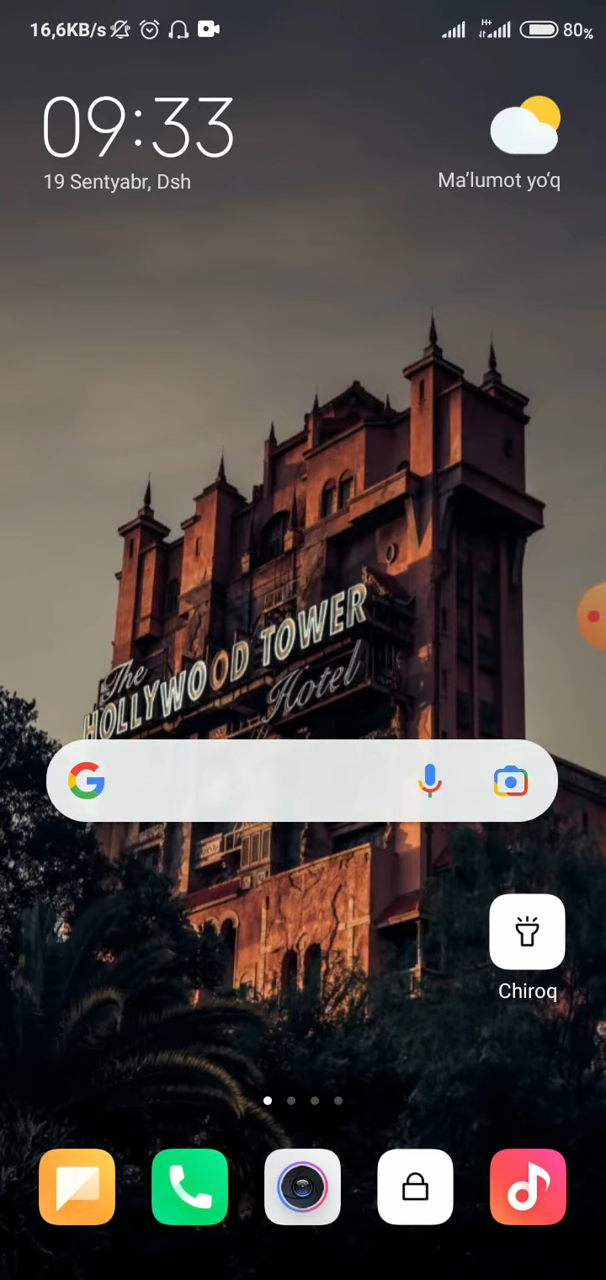 16,6KB/s
H+
80%
09:33
19 Sentyabr, Dsh
Ma'lumot yo'q
The
HOLLYWOOD TOWER
Hotel
G
Chiroq